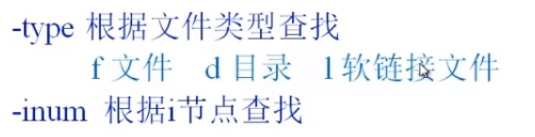 -type 根据文件类型查找
f 文件 d 目录 l 软链接文件
-inum 根据i节点查找